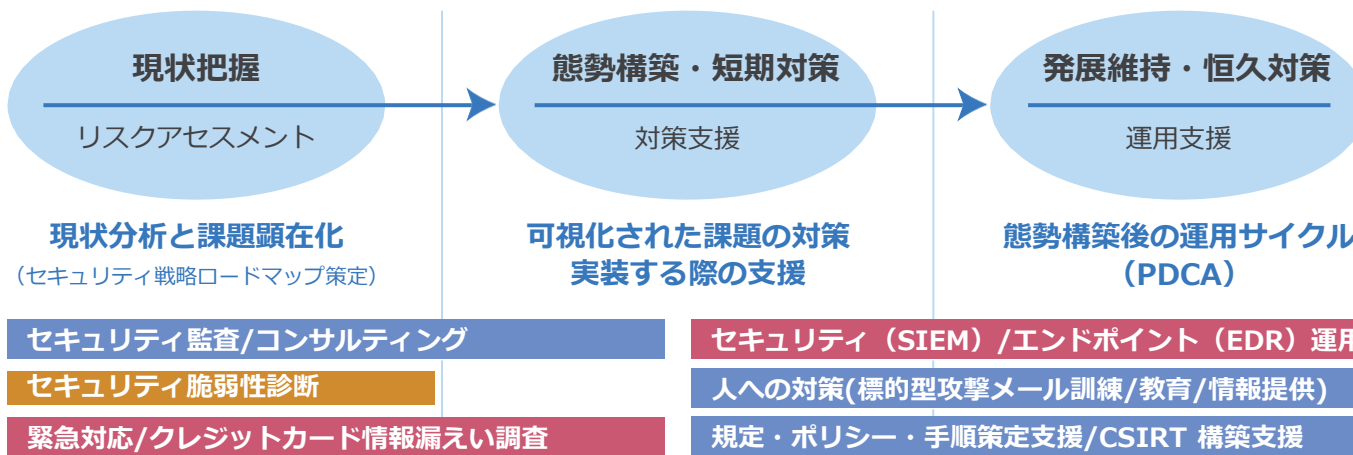 現状把握
リスクアセスメント
態勢構築・短期対策
対策支援
発展維持・恒久対策
運用支援
現状分析と課題顕在化
（セキュリティ戦略ロードマップ策定）
可視化された課題の対策
実装する際の支援
態勢構築後の運用サイクル
（PDCA）
セキュリティ監査/コンサルティング
セキュリティ脆弱性診断
緊急対応/クレジットカード情報漏えい調査
セキュリティ（SIEM）/エンドポイント（EDR）運用
人への対策(標的型攻撃メール訓練/教育/情報提供)
規定・ポリシー・手順策定支援/CSIRT 構築支援